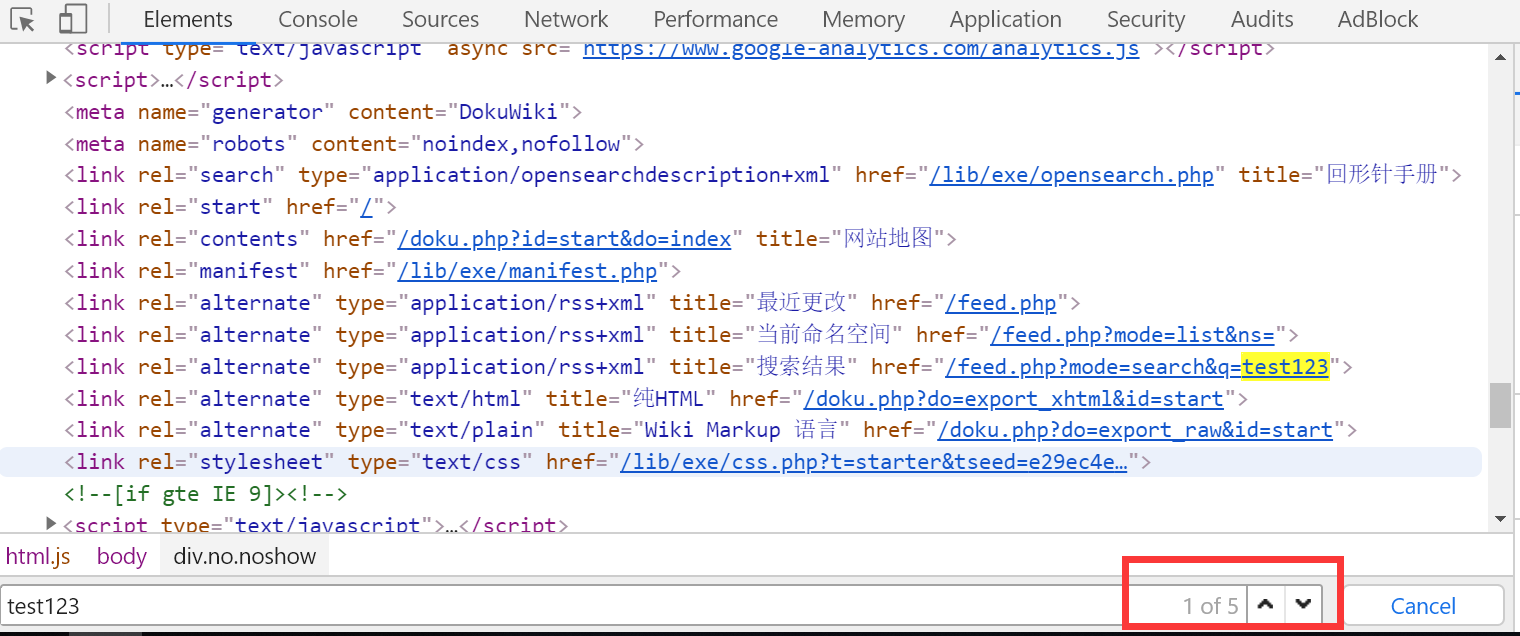 Elements Console Sources Network Performance Memory Application Security Audits AdBlock
<script type="text/javascript" async src="https://www.google-analytics.com/analytics.js"></script>
<script>…</script>
<meta name="generator" content="DokuWiki">
<meta name="robots" content="noindex,nofollow">
<link rel="search" type="application/opensearchdescription+xml" href="/lib/exe/opensearch.php" title="回形针手册">
<link rel="start" href="/">
<link rel="contents" href="/doku.php?id=start&do=index" title="网站地图">
<link rel="manifest" href="/lib/exe/manifest.php">
<link rel="alternate" type="application/rss+xml" title="最近更改" href="/feed.php">
<link rel="alternate" type="application/rss+xml" title="当前命名空间" href="/feed.php?mode=list&ns=">
<link rel="alternate" type="application/rss+xml" title="搜索结果" href="/feed.php?mode=search&q=test123">
<link rel="alternate" type="text/html" title="纯HTML" href="/doku.php?do=export_xhtml&id=start">
<link rel="alternate" type="text/plain" title="Wiki Markup 语言" href="/doku.php?do=export_raw&id=start">
<link rel="stylesheet" type="text/css" href="/lib/exe/css.php?t=starter&tseed=e29ec4e…">
<!--[if gte IE 9]><!-->
<script type="text/javascript">…</script>
html.js body div.no.noshow
test123 1 of 5 Cancel